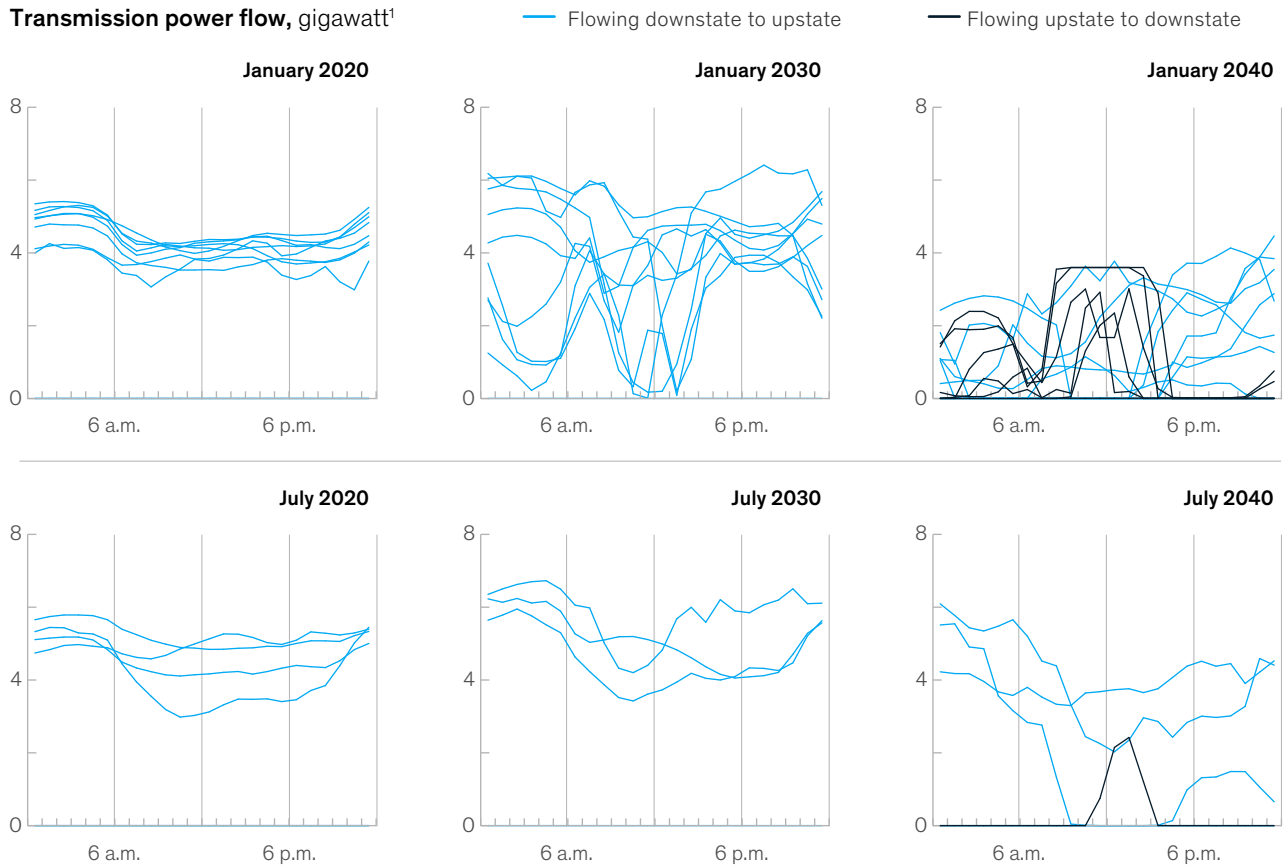 Transmission power flow, gigawatt¹
Flowing downstate to upstate
Flowing upstate to downstate
January 2020
January 2030
January 2040
8
8
8
4
4
4
0
0
0
6 a.m.
6 p.m.
6 a.m.
6 p.m.
6 a.m.
6 p.m.
July 2020
July 2030
July 2040
8
8
8
4
4
4
0
0
0
6 a.m.
6 p.m.
6 a.m.
6 p.m.
6 a.m.
6 p.m.